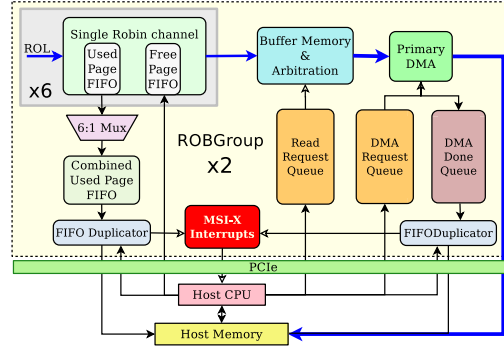 ROL
Single Robin channel
Used
Page
FIFO
Free
Page
FIFO
x6
Buffer Memory
&
Arbitration
Primary
DMA
6:1 Mux
ROBGroup
x2
Combined
Used Page
FIFO
Read
Request
Queue
DMA
Request
Queue
DMA
Done
Queue
FIFO Duplicator
MSI-X
Interrupts
FIFODuplicator
PCIe
Host CPU
Host Memory